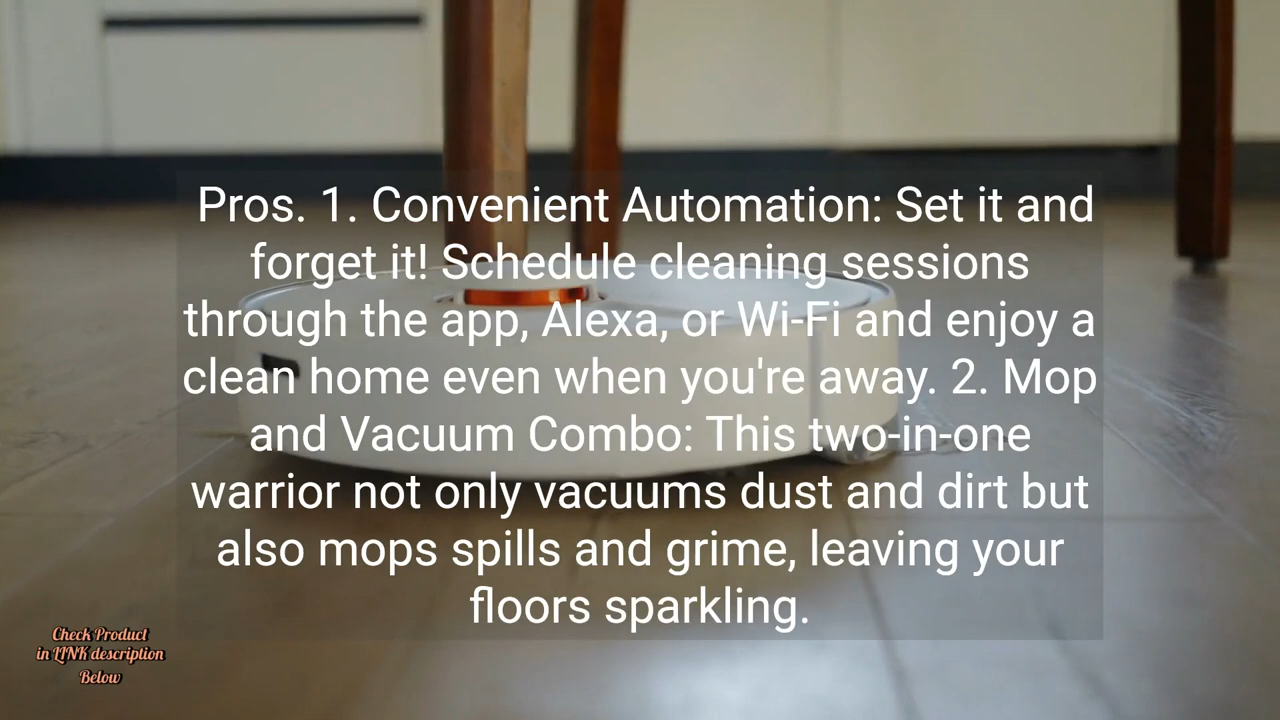 Pros. 1. Convenient Automation: Set it and
forget it! Schedule cleaning sessions
through the app, Alexa, or Wi-Fi and enjoy a
clean home even when you're away. 2. Mop
and Vacuum Combo: This two-in-one
warrior not only vacuums dust and dirt but
also mops spills and grime, leaving your
floors sparkling.
Check Product
in LINK description
Below